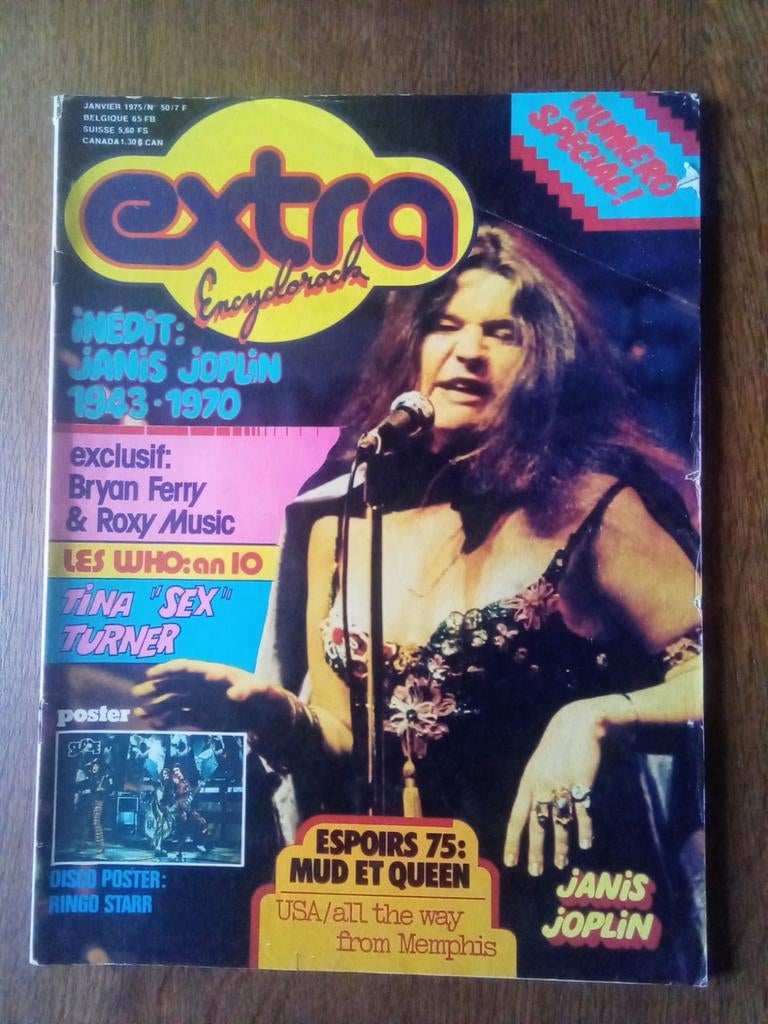 JANVIER 1975/N° 50/7 F
BELGIQUE 65 FB
SUISSE 5,60 FS
CANADA 1.30 $ CAN
NUMERO
SPECIAL!
extra
Encyclorock
iNÉDiT:
JANiS JOPLiN
1943 · 1970
exclusif:
Bryan Ferry
& Roxy Music
LES WHO: an 10
TiNA "SEX"
TURNER
poster
SLADE
DISCO POSTER:
RINGO STARR
ESPOIRS 75:
MUD ET QUEEN
USA/all the way
from Memphis
JANiS
JOPLiN